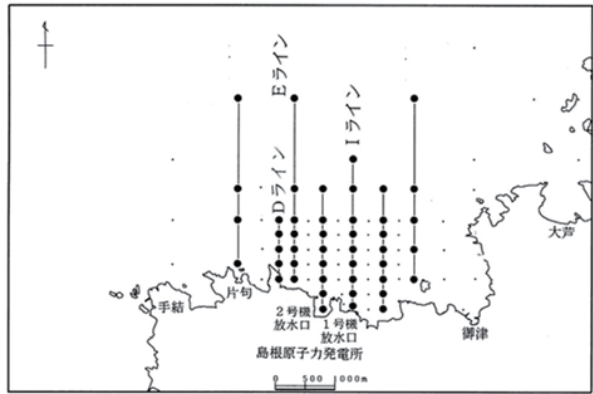 Eライン
Iライン
Dライン
大芦
手結
片句
2号機
放水口
1号機
放水口
御津
島根原子力発電所
0 500 1000m